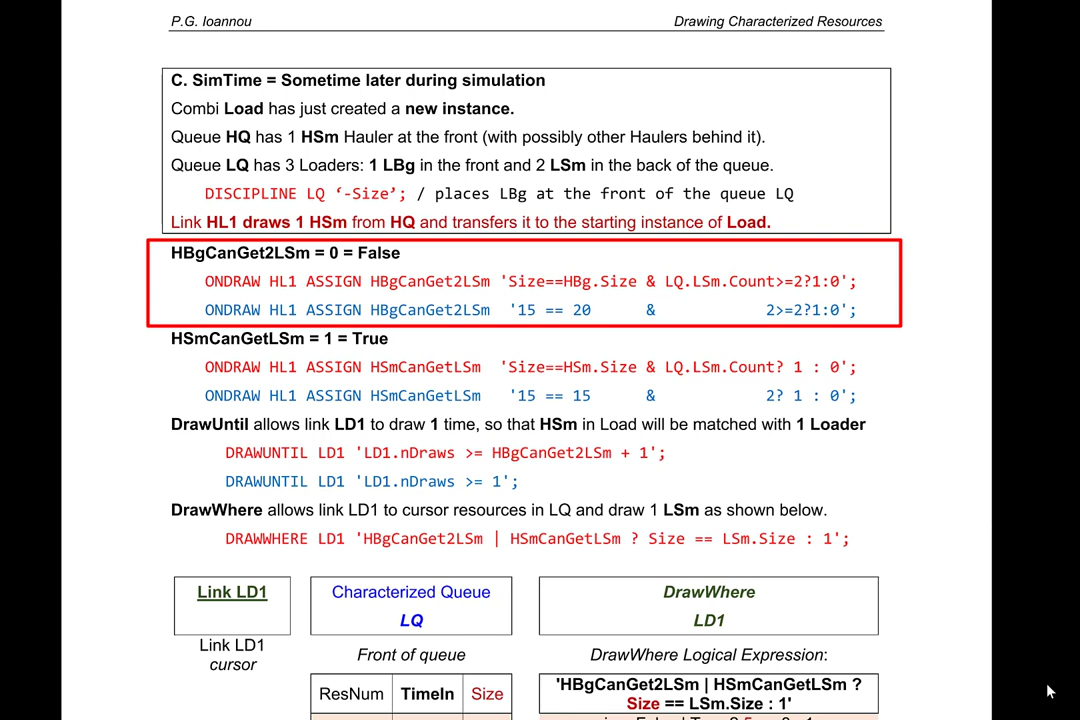 P.G. Ioannou
Drawing Characterized Resources
C. SimTime = Sometime later during simulation
Combi Load has just created a new instance.
Queue HQ has 1 HSm Hauler at the front (with possibly other Haulers behind it).
Queue LQ has 3 Loaders: 1 LBg in the front and 2 LSm in the back of the queue.
DISCIPLINE LQ ‘-Size’; / places LBg at the front of the queue LQ
Link HL1 draws 1 HSm from HQ and transfers it to the starting instance of Load.
HBgCanGet2LSm = 0 = False
ONDRAW HL1 ASSIGN HBgCanGet2LSm 'Size==HBg.Size & LQ.LSm.Count>=2?1:0';
ONDRAW HL1 ASSIGN HBgCanGet2LSm '15 == 20 & 2>=2?1:0';
HSmCanGetLSm = 1 = True
ONDRAW HL1 ASSIGN HSmCanGetLSm 'Size==HSm.Size & LQ.LSm.Count? 1 : 0';
ONDRAW HL1 ASSIGN HSmCanGetLSm '15 == 15 & 2? 1 : 0';
DrawUntil allows link LD1 to draw 1 time, so that HSm in Load will be matched with 1 Loader
DRAWUNTIL LD1 'LD1.nDraws >= HBgCanGet2LSm + 1';
DRAWUNTIL LD1 'LD1.nDraws >= 1';
DrawWhere allows link LD1 to cursor resources in LQ and draw 1 LSm as shown below.
DRAWWHERE LD1 'HBgCanGet2LSm | HSmCanGetLSm ? Size == LSm.Size : 1';
Link LD1
Characterized Queue
LQ
DrawWhere
LD1
Link LD1
cursor
Front of queue
DrawWhere Logical Expression:
ResNum TimeIn Size
'HBgCanGet2LSm | HSmCanGetLSm ?
Size == LSm.Size : 1'